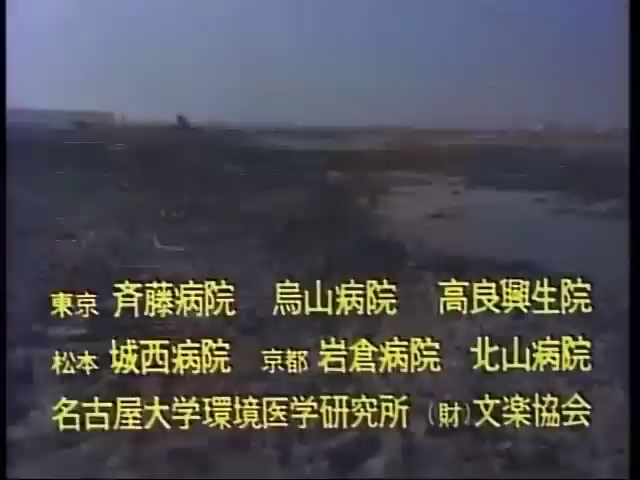 東京 斉藤病院 烏山病院 高良興生院
松本 城西病院 京都 岩倉病院 北山病院
名古屋大学環境医学研究所 (財)文楽協会